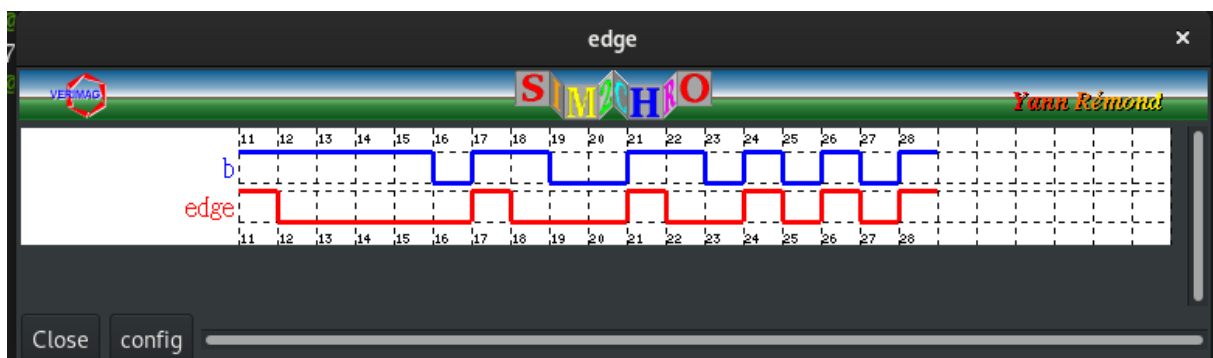 edge
7
VERIMAG
SIM2CHRO
Yann Rémond
11 12 13 14 15 16 17 18 19 20 21 22 23 24 25 26 27 28
b
edge
11 12 13 14 15 16 17 18 19 20 21 22 23 24 25 26 27 28
Close config